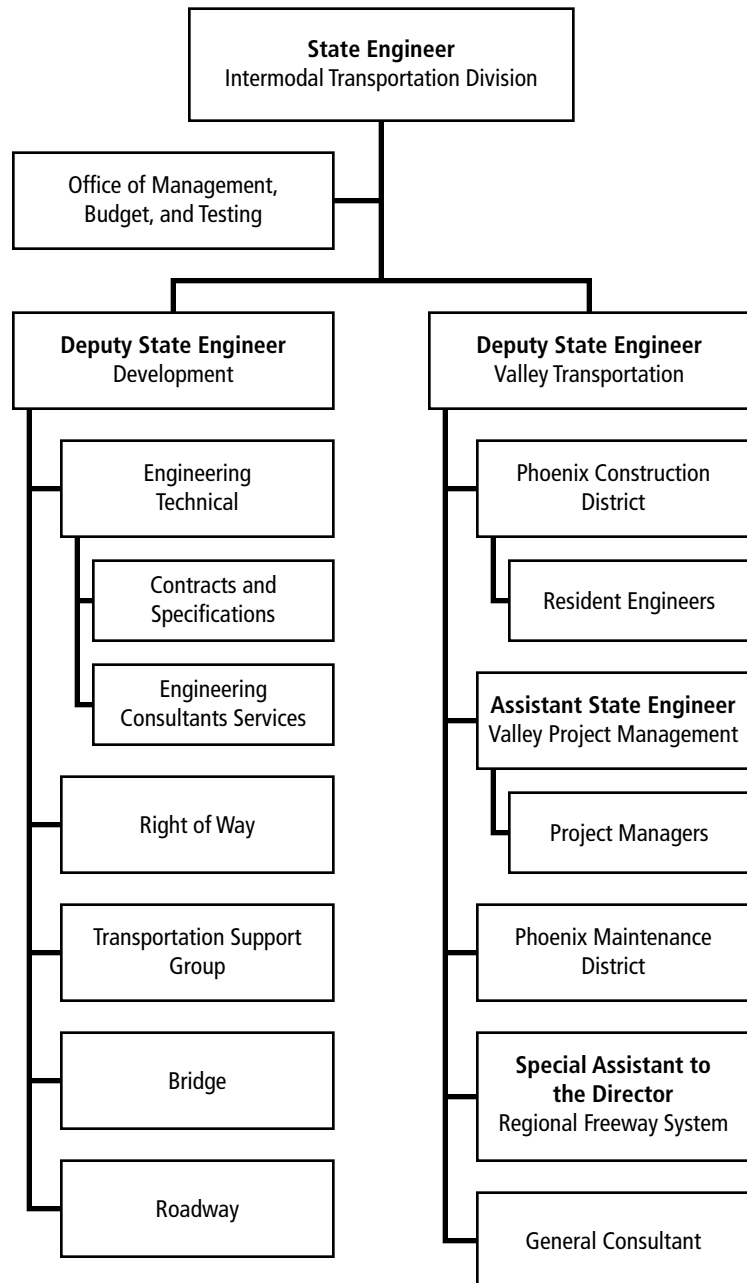 State Engineer
Intermodal Transportation Division
Office of Management,
Budget, and Testing
Deputy State Engineer
Development
Engineering
Technical
Contracts and
Specifications
Engineering
Consultants Services
Right of Way
Transportation Support
Group
Bridge
Roadway
Deputy State Engineer
Valley Transportation
Phoenix Construction
District
Resident Engineers
Assistant State Engineer
Valley Project Management
Project Managers
Phoenix Maintenance
District
Special Assistant to
the Director
Regional Freeway System
General Consultant